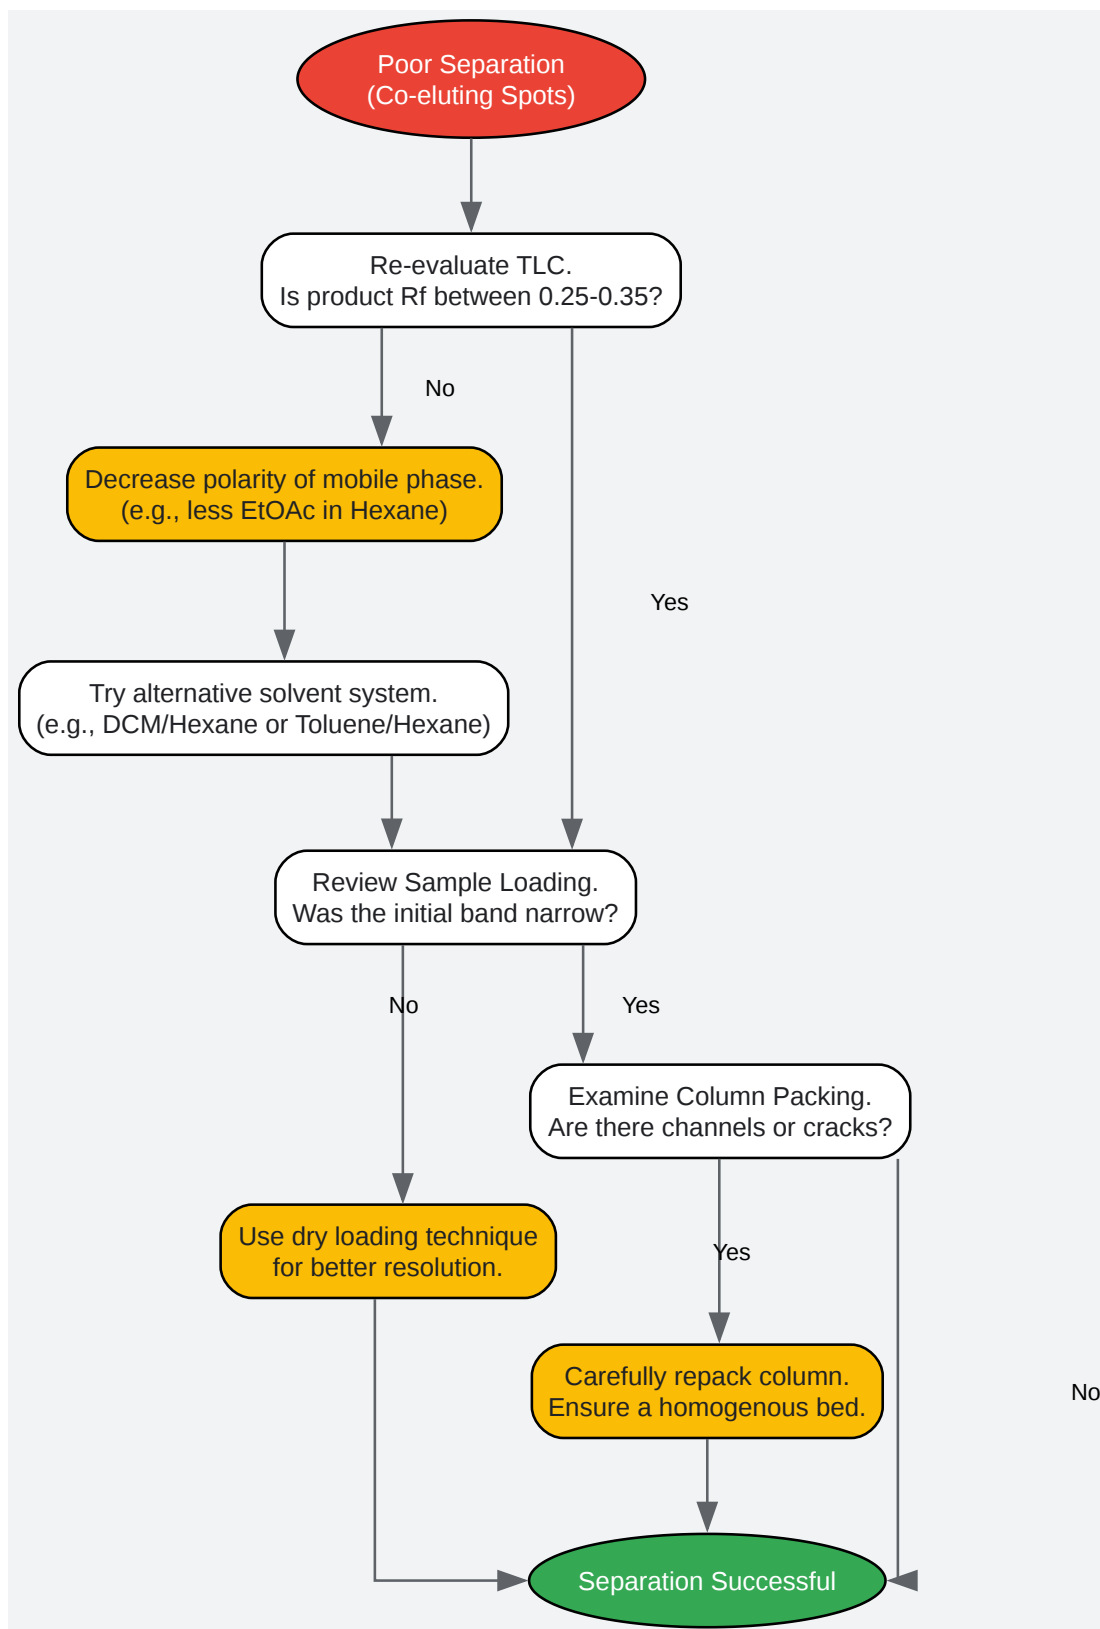 Poor Separation
(Co-eluting Spots)
Re-evaluate TLC.
Is product Rf between 0.25-0.35?
No
Decrease polarity of mobile phase.
(e.g., less EtOAc in Hexane)
Yes
Try alternative solvent system.
(e.g., DCM/Hexane or Toluene/Hexane)
Review Sample Loading.
Was the initial band narrow?
No
Yes
Examine Column Packing.
Are there channels or cracks?
Use dry loading technique
for better resolution.
Yes
Carefully repack column.
Ensure a homogenous bed.
No
Separation Successful